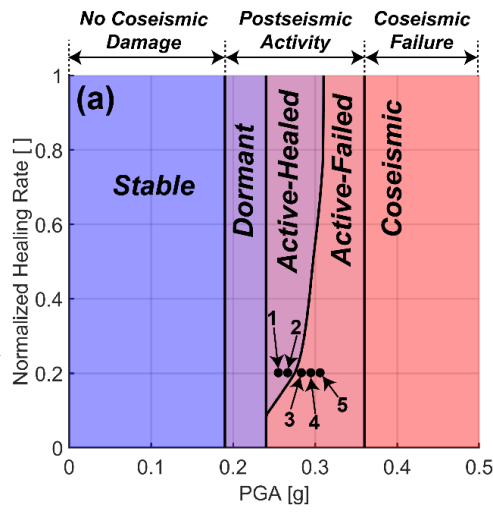 No Coseismic Damage
Postseismic Activity
Coseismic Failure
(a)
Stable
Dormant
Active-Healed
Active-Failed
Coseismic
1
2
3
4
5
Normalized Healing Rate [.]
1
0.8
0.6
0.4
0.2
0
0
0.1
0.2
0.3
0.4
0.5
PGA [g]